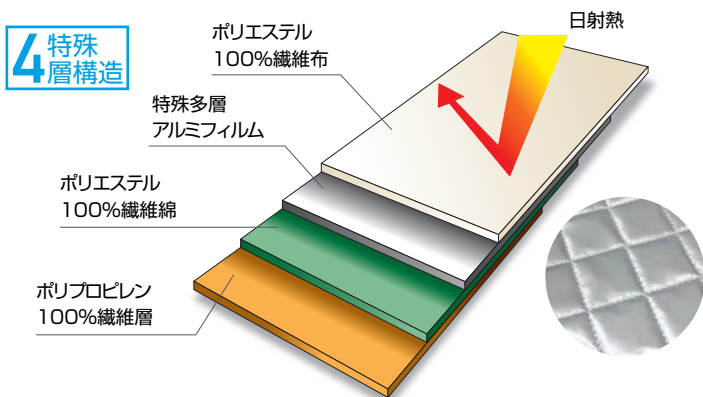 4特殊
層構造
日射熱
ポリエステル
100%繊維布
特殊多層
アルミフィルム
ポリエステル
100%繊維綿
ポリプロピレン
100%繊維層